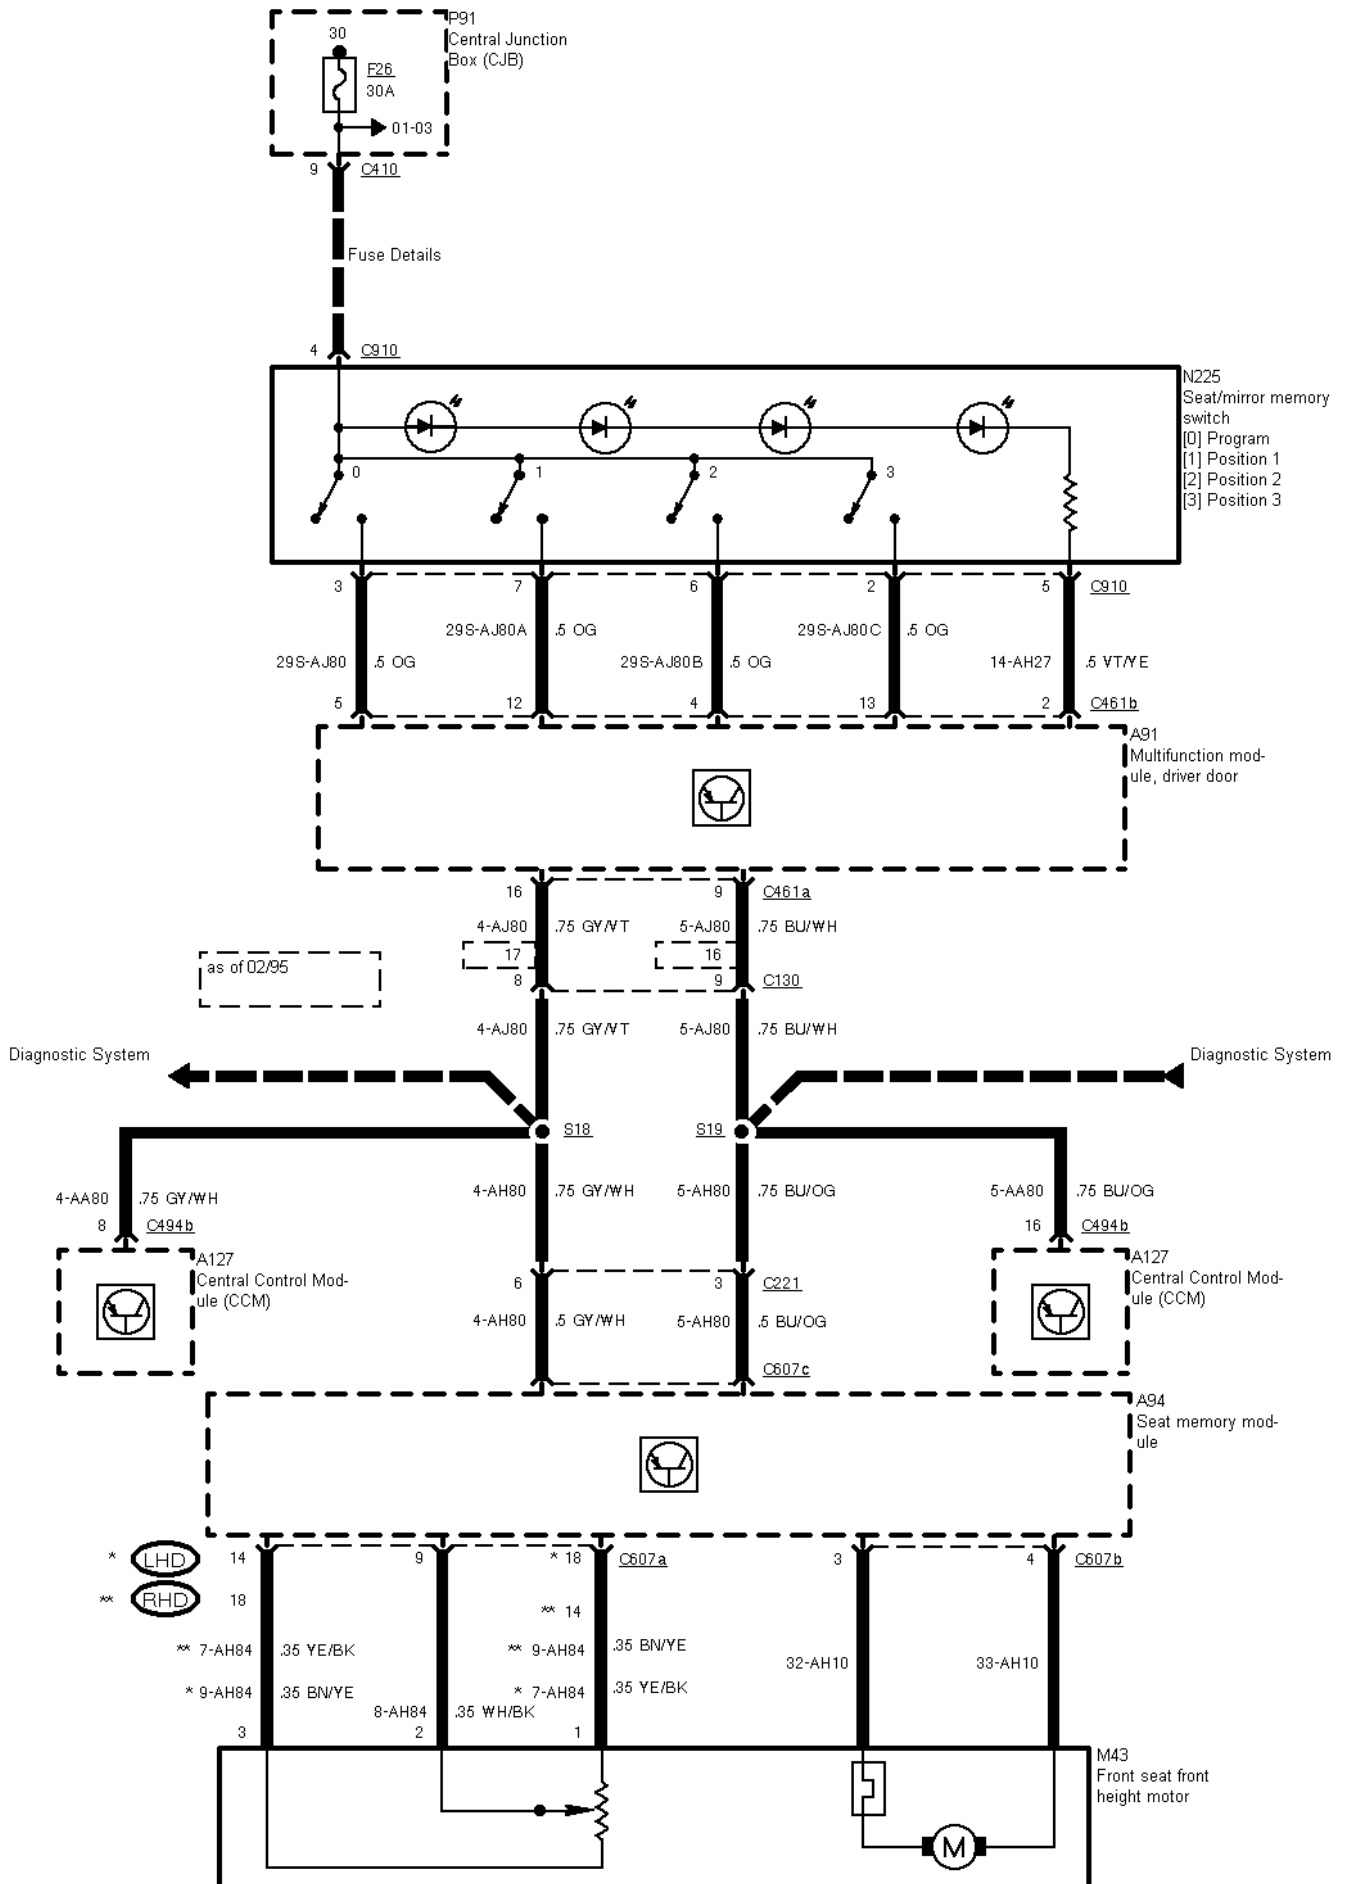 P91
Central Junction
Box (CJB)
30
F26
30A
01-03
9 C410
Fuse Details
4 C910
N225
Seat/mirror memory
switch
[0] Program
[1] Position 1
[2] Position 2
[3] Position 3
0 1 2 3
3 7 6 2 5 C910
29S-AJ80A .5 OG 29S-AJ80C .5 OG
29S-AJ80 .5 OG 29S-AJ80B .5 OG 14-AH27 .5 VT/YE
5 12 4 13 2 C461b
A91
Multifunction mod-
ule, driver door
16 9 C461a
4-AJ80 .75 GY/VT 5-AJ80 .75 BU/WH
17 16
as of 02/95
8 9 C130
4-AJ80 .75 GY/VT 5-AJ80 .75 BU/WH
Diagnostic System Diagnostic System
S18 S19
4-AA80 .75 GY/WH 4-AH80 .75 GY/WH 5-AH80 .75 BU/OG 5-AA80 .75 BU/OG
8 C494b 16 C494b
A127
Central Control Mod-
ule (CCM)
A127
Central Control Mod-
ule (CCM)
6 3 C221
4-AH80 .5 GY/WH 5-AH80 .5 BU/OG
C607c
A94
Seat memory mod-
ule
* LHD 14 9 * 18 C607a 3 4 C607b
** RHD 18 ** 14
** 7-AH84 .35 YE/BK ** 9-AH84 .35 BN/YE 32-AH10 33-AH10
* 9-AH84 .35 BN/YE * 7-AH84 .35 YE/BK
8-AH84 .35 WH/BK
3 2 1
M43
Front seat front
height motor
M